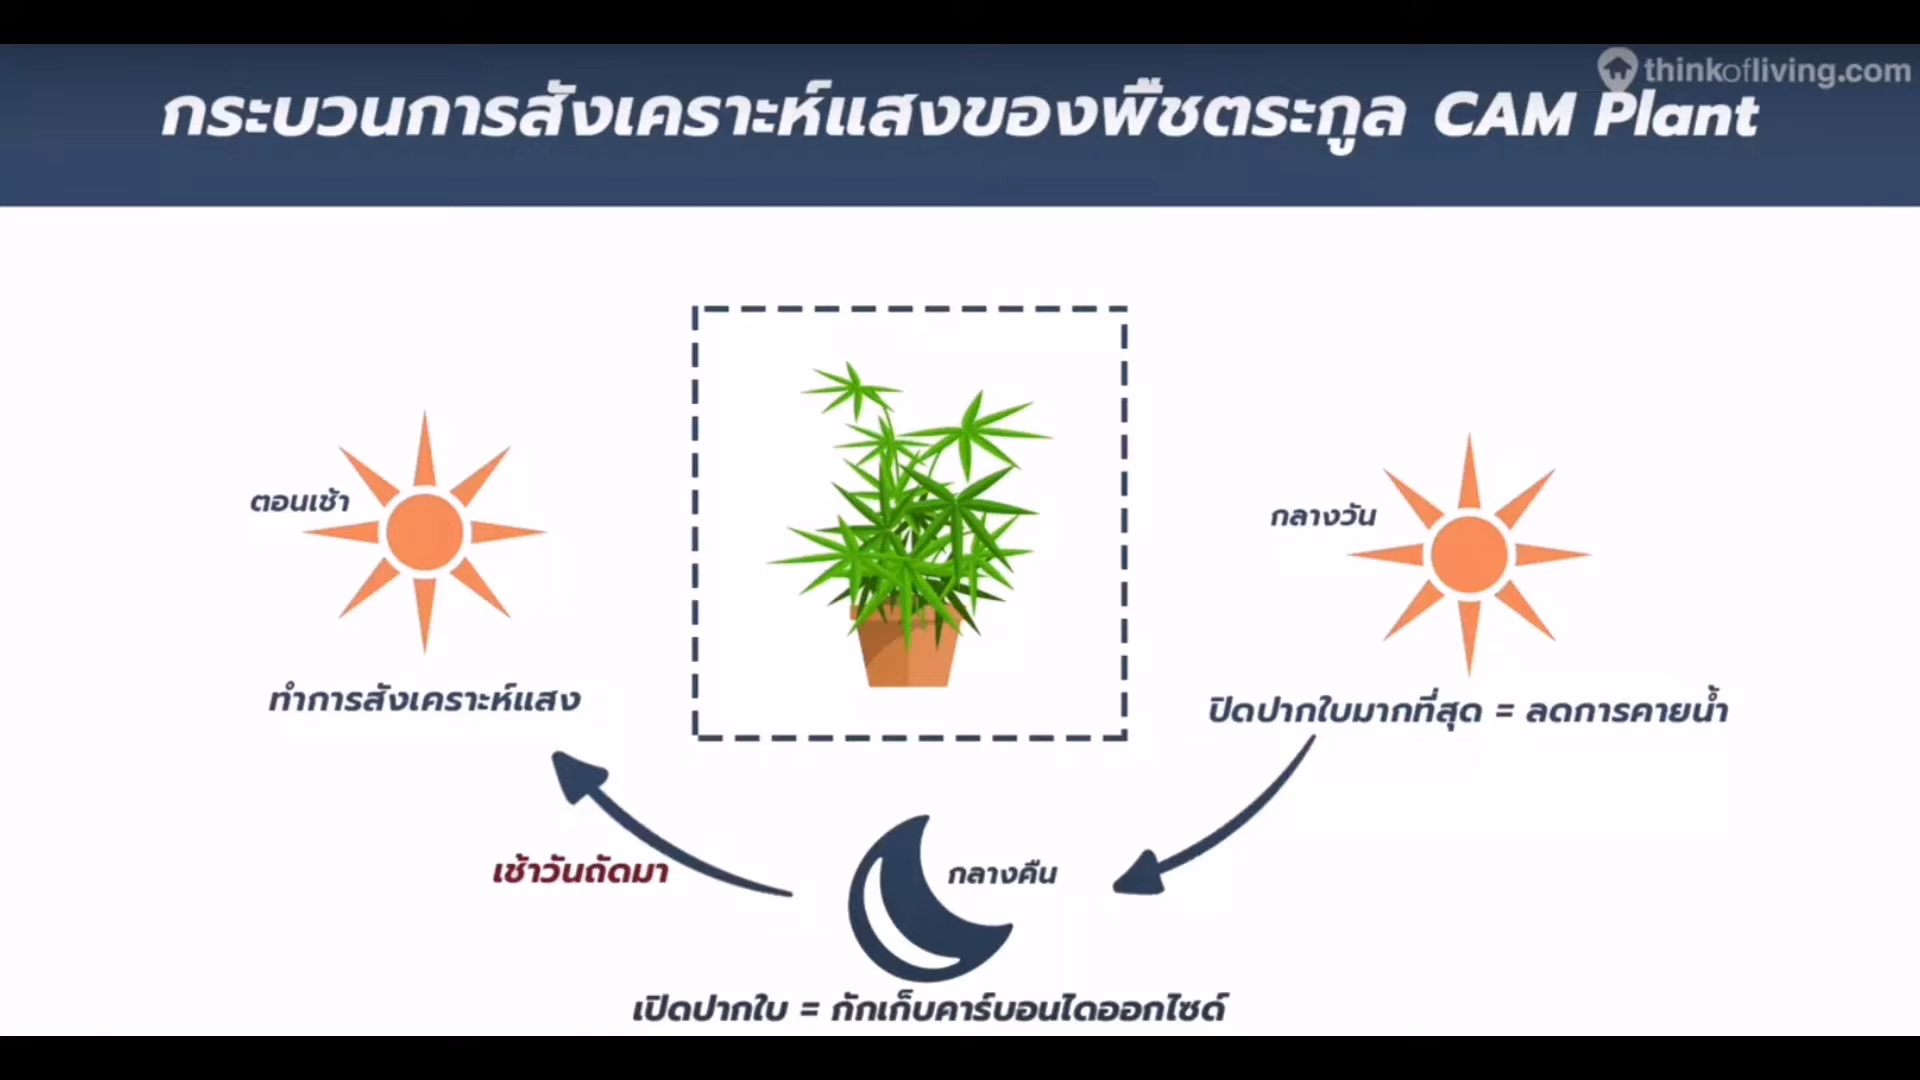 thinkofliving.com
กระบวนการสังเคราะห์แสงของพืชตระกูล CAM Plant
ตอนเช้า
กลางวัน
ทำการสังเคราะห์แสง
ปิดปากใบมากที่สุด = ลดการคายน้ำ
เช้าวันถัดมา
กลางคืน
เปิดปากใบ = กักเก็บคาร์บอนไดออกไซด์